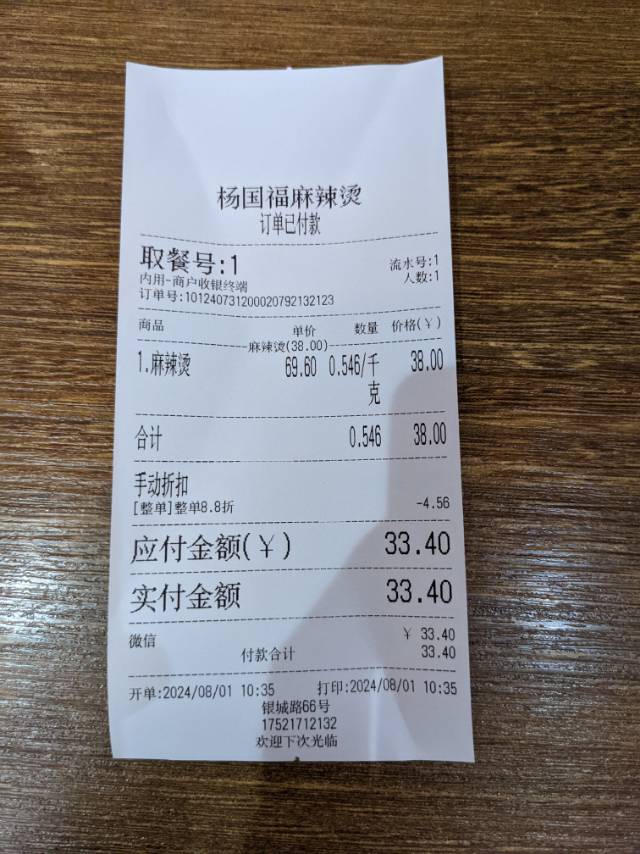 杨国福麻辣烫
订单已付款
取餐号:1 流水号:1
内用-商户收银终端 人数:1
订单号:101240731200020792132123
商品 单价 数量 价格(¥)
麻辣烫(38.00)
1.麻辣烫 69.60 0.546/千克 38.00
合计 0.546 38.00
手动折扣
[整单]整单8.8折 -4.56
应付金额(¥) 33.40
实付金额 33.40
微信 ¥ 33.40
付款合计 33.40
开单:2024/08/01 10:35 打印:2024/08/01 10:35
银城路66号
17521712132
欢迎下次光临